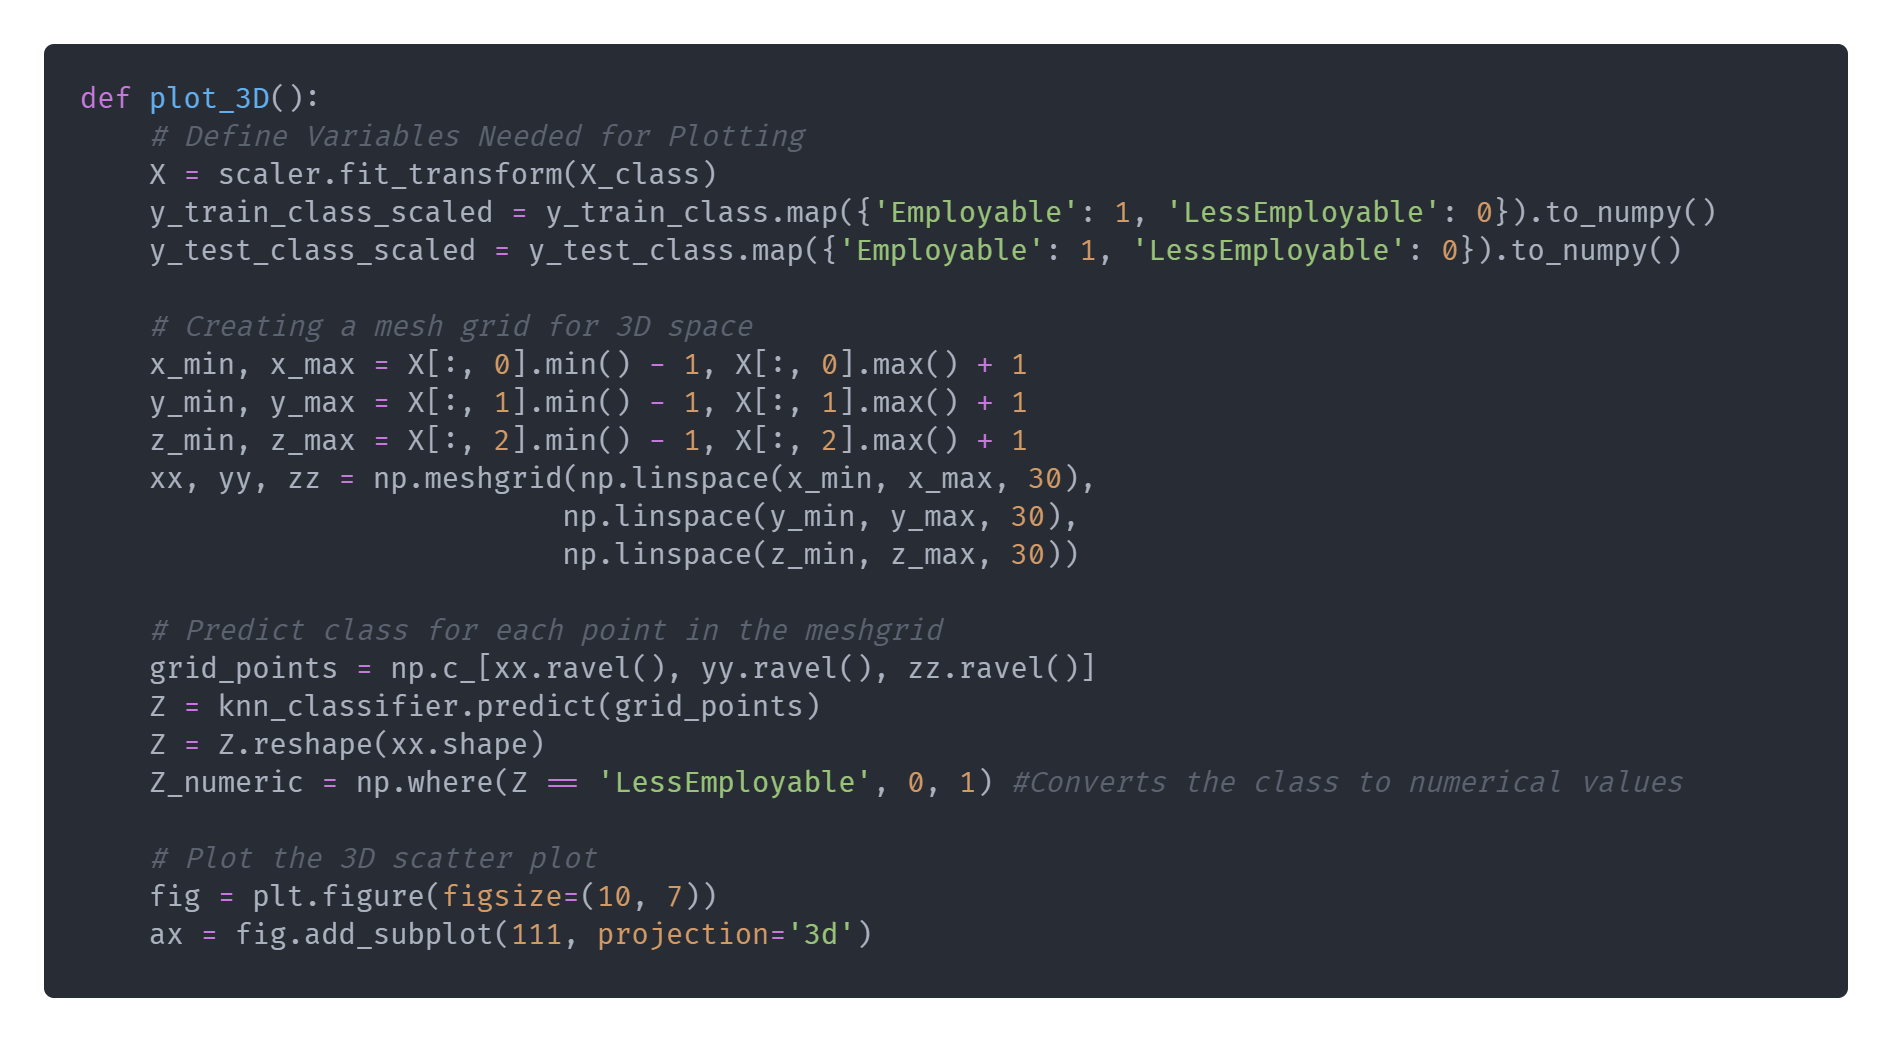 def plot_3D():
    # Define Variables Needed for Plotting
    X = scaler.fit_transform(X_class)
    y_train_class_scaled = y_train_class.map({'Employable': 1, 'LessEmployable': 0}).to_numpy()
    y_test_class_scaled = y_test_class.map({'Employable': 1, 'LessEmployable': 0}).to_numpy()

    # Creating a mesh grid for 3D space
    x_min, x_max = X[:, 0].min() - 1, X[:, 0].max() + 1
    y_min, y_max = X[:, 1].min() - 1, X[:, 1].max() + 1
    z_min, z_max = X[:, 2].min() - 1, X[:, 2].max() + 1
    xx, yy, zz = np.meshgrid(np.linspace(x_min, x_max, 30),
                            np.linspace(y_min, y_max, 30),
                            np.linspace(z_min, z_max, 30))

    # Predict class for each point in the meshgrid
    grid_points = np.c_[xx.ravel(), yy.ravel(), zz.ravel()]
    Z = knn_classifier.predict(grid_points)
    Z = Z.reshape(xx.shape)
    Z_numeric = np.where(Z == 'LessEmployable', 0, 1) #Converts the class to numerical values

    # Plot the 3D scatter plot
    fig = plt.figure(figsize=(10, 7))
    ax = fig.add_subplot(111, projection='3d')